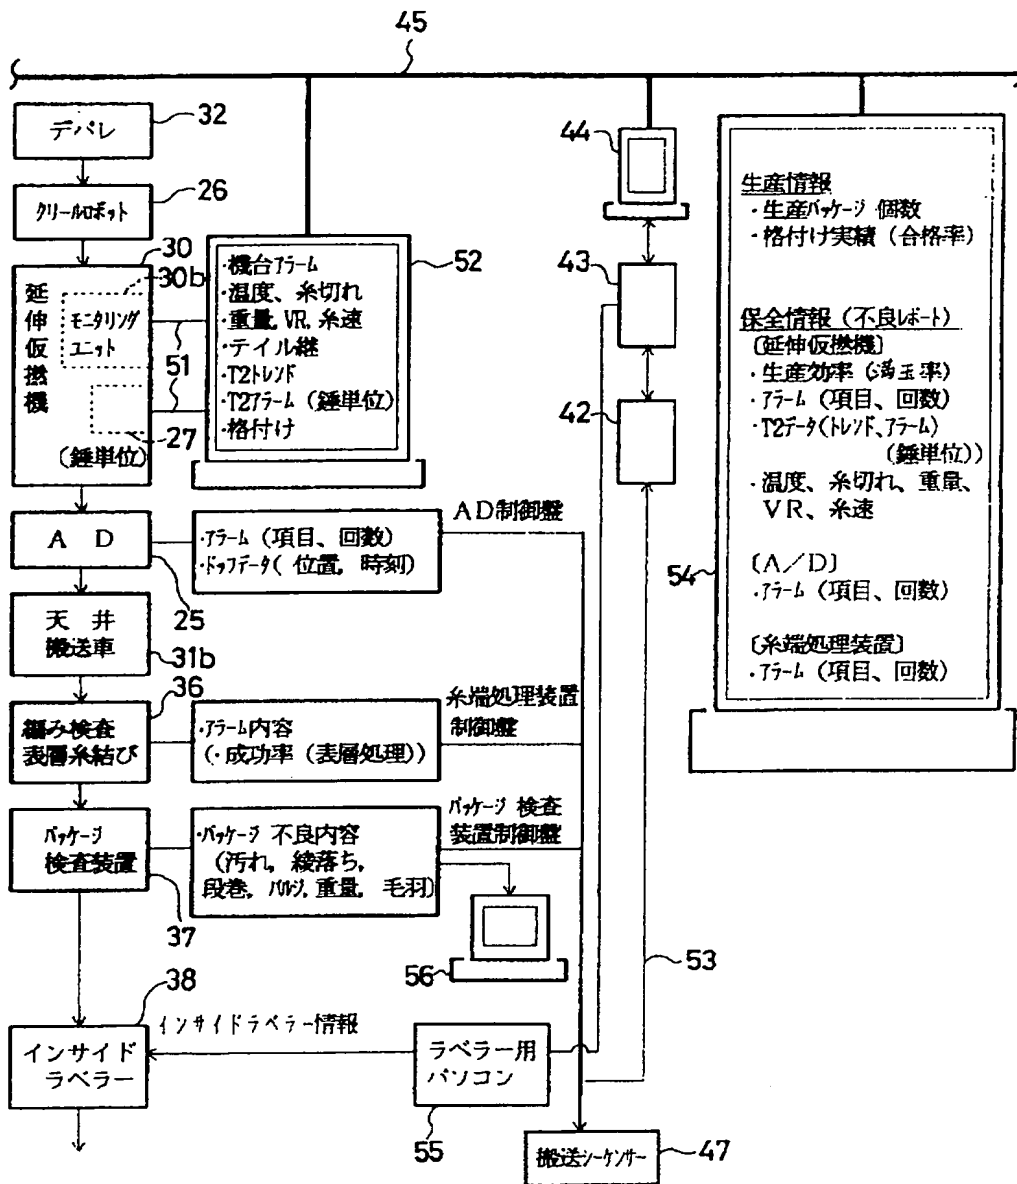 45
デパレ
32
クリールロボット
26
延伸仮撚機
モニタリング
ユニット
30
30b
51
27
(錘単位)
・機台アラーム
・温度、糸切れ
・重量, VR, 糸速
・テイル継
・T2トレンド
・T2アラーム (錘単位)
・格付け
52
44
43
42
生産情報
・生産パッケージ 個数
・格付け実績 (合格率)
保全情報 (不良レポート)
〔延伸仮撚機〕
・生産効率 (満玉率)
・アラーム (項目、回数)
・T2データ(トレンド、アラーム)
(錘単位))
・温度、糸切れ、重量、
VR、糸速
〔A/D〕
・アラーム (項目、回数)
〔糸端処理装置〕
・アラーム (項目、回数)
54
A D
25
・アラーム (項目、回数)
・ドッフデータ( 位置, 時刻)
AD制御盤
天井
搬送車
31b
36
編み検査
表層糸結び
・アラーム内容
(・成功率 (表層処理))
糸端処理装置
制御盤
パッケージ
検査装置
37
・パッケージ 不良内容
(汚れ, 綾落ち,
段巻, バルジ, 重量, 毛羽)
パッケージ 検査
装置制御盤
56
53
38
インサイド
ラベラー
インサイドラベラー情報
ラベラー用
パソコン
55
搬送シーケンサー
47